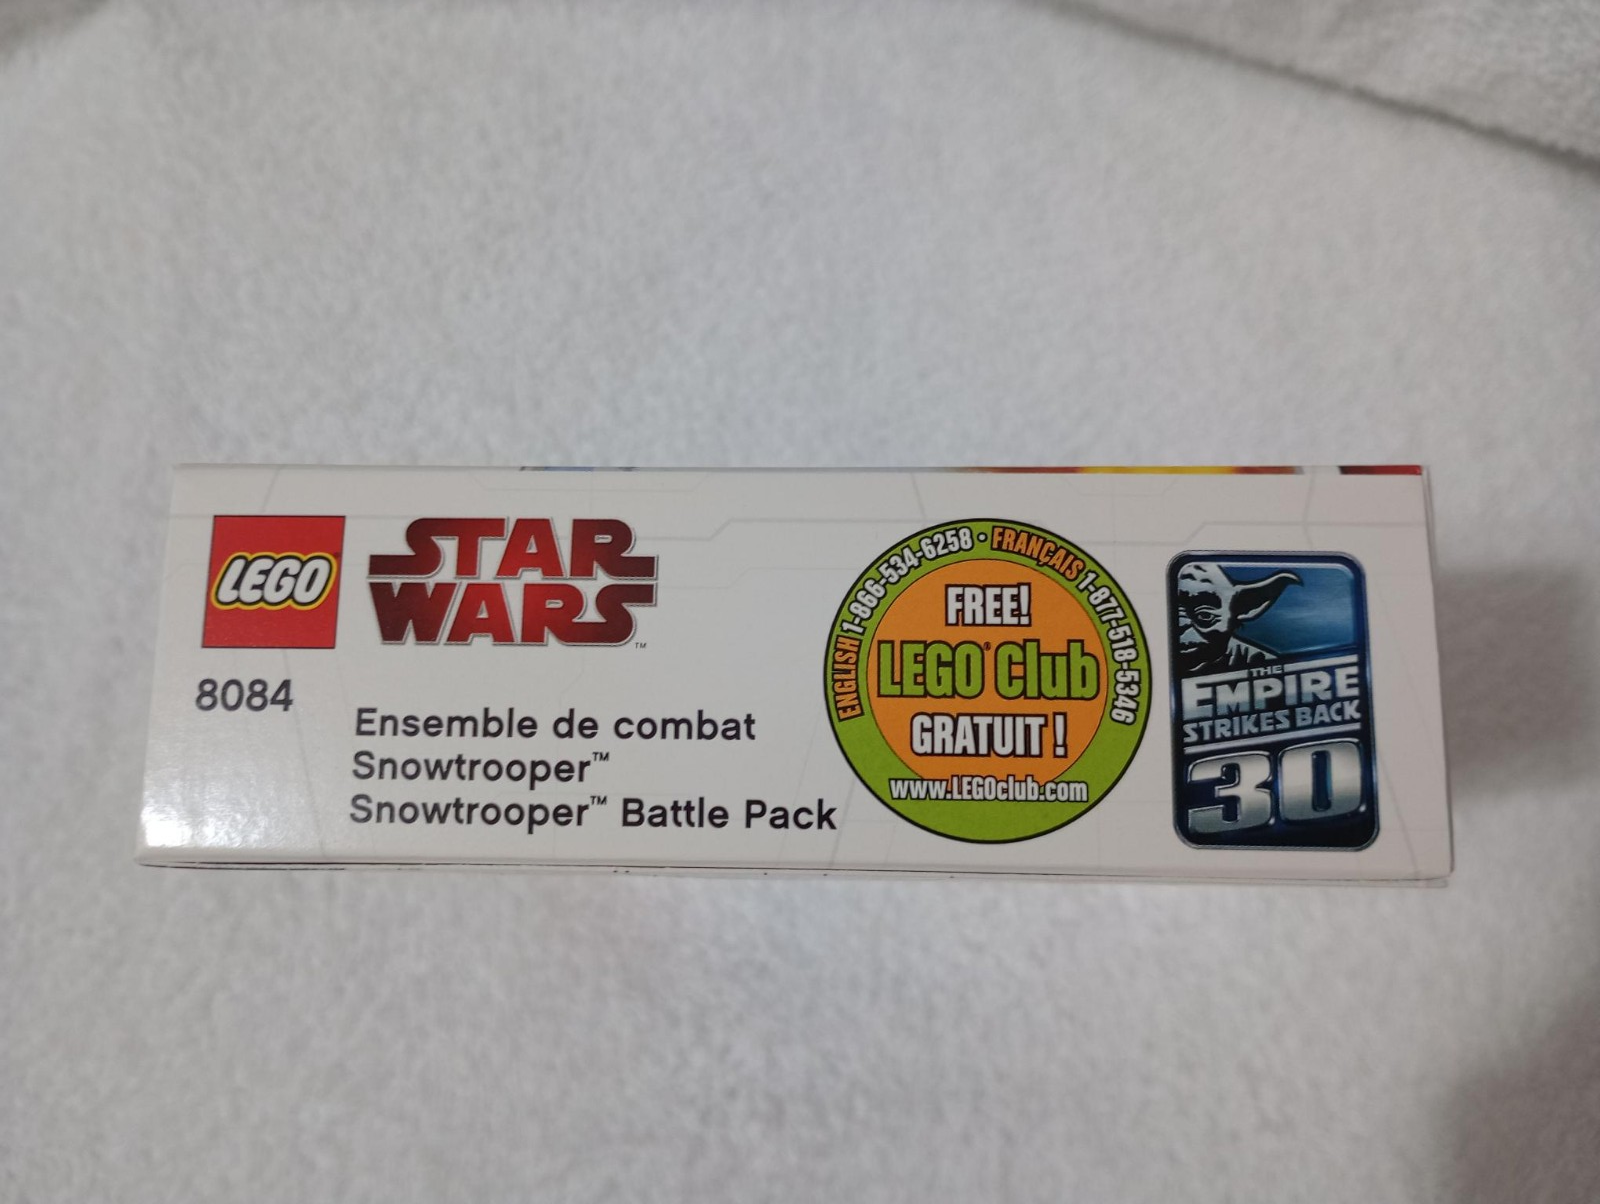 LEGO®
STAR
WARS™
8084
Ensemble de combat
Snowtrooper™
Snowtrooper™ Battle Pack
ENGLISH 1-866-534-6258 • FRANÇAIS 1-877-518-5346
FREE!
LEGO® Club
GRATUIT !
www.LEGOclub.com
THE
EMPIRE
STRIKES BACK
30